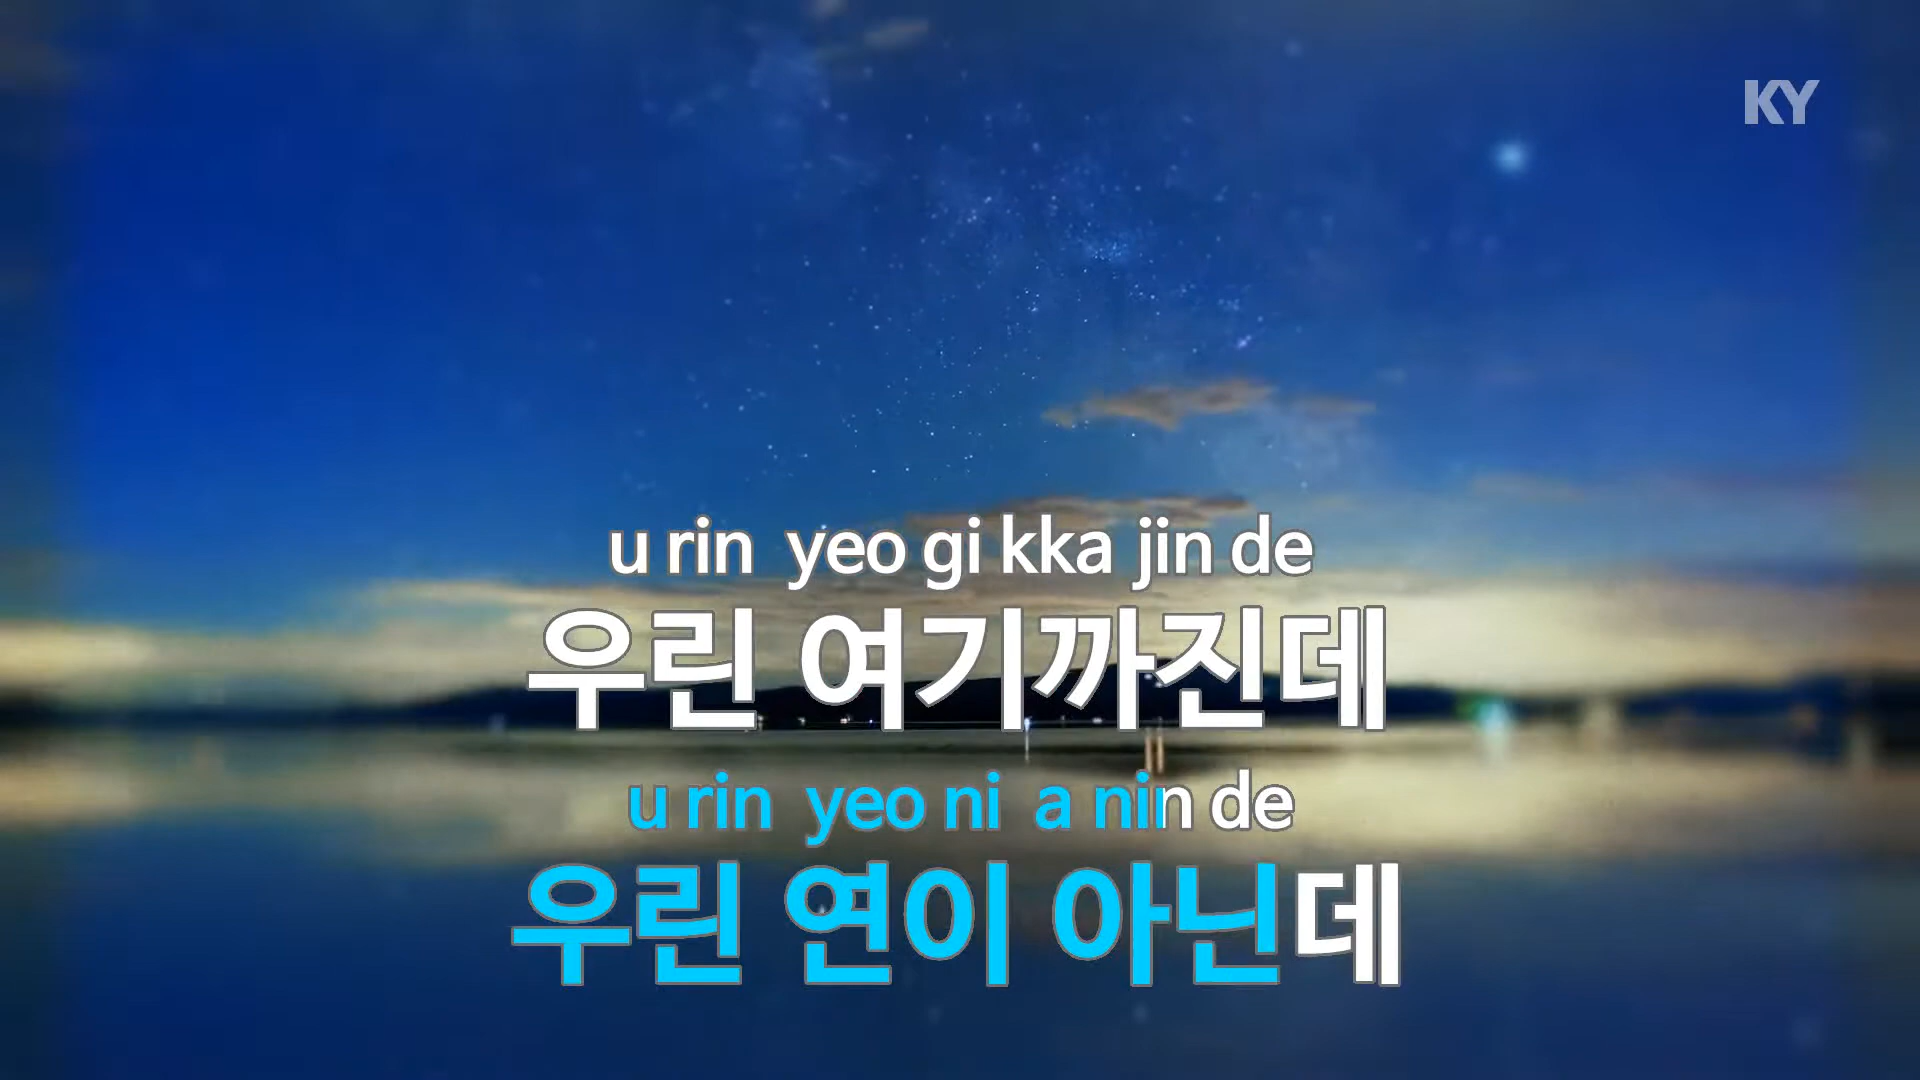 KY
u rin yeo gi kka jin de
우린 여기까진데
u rin yeo ni a nin de
우린 연이 아닌데